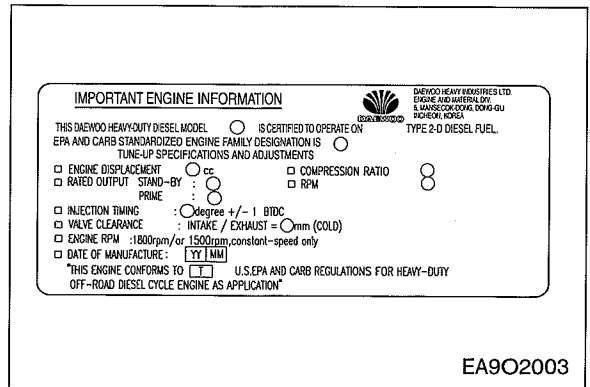 IMPORTANT ENGINE INFORMATION
DAEWOO
DAEWOO HEAVY INDUSTRIES LTD.
ENGINE AND MATERIAL DIV.
6, MANSEOK-DONG, DONG-GU
INCHEON, KOREA
THIS DAEWOO HEAVY-DUTY DIESEL MODEL IS CERTIFIED TO OPERATE ON TYPE 2-D DIESEL FUEL.
EPA AND CARB STANDARDIZED ENGINE FAMILY DESIGNATION IS
TUNE-UP SPECIFICATIONS AND ADJUSTMENTS
ENGINE DISPLACEMENT cc COMPRESSION RATIO
RATED OUTPUT STAND-BY : RPM
PRIME :
INJECTION TIMING : degree +/- 1 BTDC
VALVE CLEARANCE : INTAKE / EXHAUST = mm (COLD)
ENGINE RPM :1800rpm/or 1500rpm,constant-speed only
DATE OF MANUFACTURE : YY MM
"THIS ENGINE CONFORMS TO T U.S.EPA AND CARB REGULATIONS FOR HEAVY-DUTY
OFF-ROAD DIESEL CYCLE ENGINE AS APPLICATION"
EA9O2003